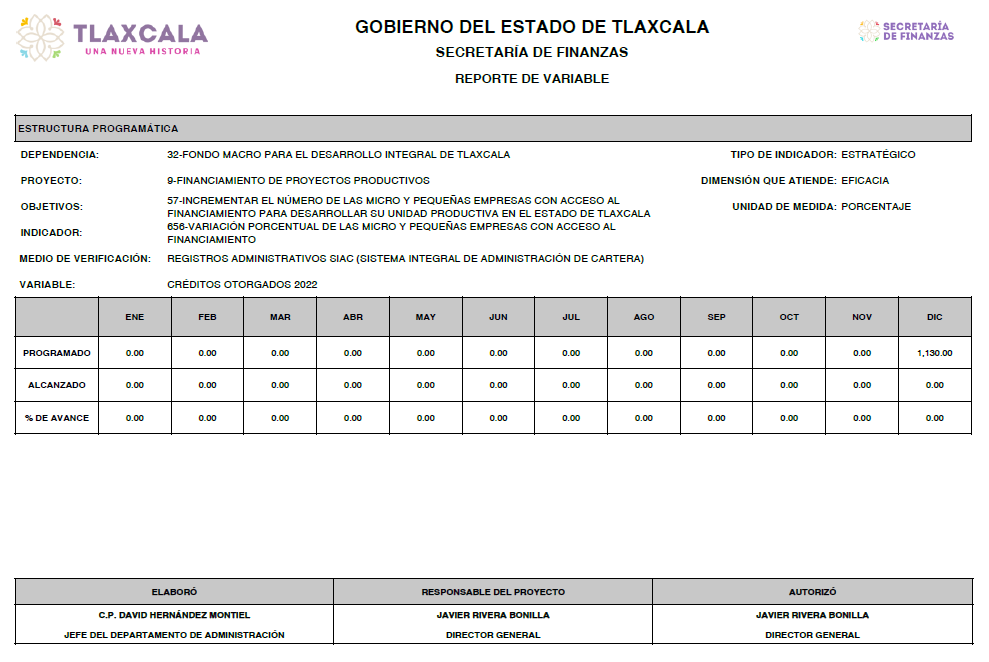 TLAXCALA
UNA NUEVA HISTORIA
GOBIERNO DEL ESTADO DE TLAXCALA
SECRETARÍA DE FINANZAS
REPORTE DE VARIABLE
SECRETARÍA
DE FINANZAS
ESTRUCTURA PROGRAMÁTICA
DEPENDENCIA: 32-FONDO MACRO PARA EL DESARROLLO INTEGRAL DE TLAXCALA TIPO DE INDICADOR: ESTRATÉGICO
PROYECTO: 9-FINANCIAMIENTO DE PROYECTOS PRODUCTIVOS DIMENSIÓN QUE ATIENDE: EFICACIA
OBJETIVOS: 57-INCREMENTAR EL NÚMERO DE LAS MICRO Y PEQUEÑAS EMPRESAS CON ACCESO AL
FINANCIAMIENTO PARA DESARROLLAR SU UNIDAD PRODUCTIVA EN EL ESTADO DE TLAXCALA UNIDAD DE MEDIDA: PORCENTAJE
INDICADOR: 656-VARIACIÓN PORCENTUAL DE LAS MICRO Y PEQUEÑAS EMPRESAS CON ACCESO AL
FINANCIAMIENTO
MEDIO DE VERIFICACIÓN: REGISTROS ADMINISTRATIVOS SIAC (SISTEMA INTEGRAL DE ADMINISTRACIÓN DE CARTERA)
VARIABLE: CRÉDITOS OTORGADOS 2022
ENE FEB MAR ABR MAY JUN JUL AGO SEP OCT NOV DIC
PROGRAMADO 0.00 0.00 0.00 0.00 0.00 0.00 0.00 0.00 0.00 0.00 0.00 1,130.00
ALCANZADO 0.00 0.00 0.00 0.00 0.00 0.00 0.00 0.00 0.00 0.00 0.00 0.00
% DE AVANCE 0.00 0.00 0.00 0.00 0.00 0.00 0.00 0.00 0.00 0.00 0.00 0.00
ELABORÓ RESPONSABLE DEL PROYECTO AUTORIZÓ
C.P. DAVID HERNÁNDEZ MONTIEL JAVIER RIVERA BONILLA JAVIER RIVERA BONILLA
JEFE DEL DEPARTAMENTO DE ADMINISTRACIÓN DIRECTOR GENERAL DIRECTOR GENERAL